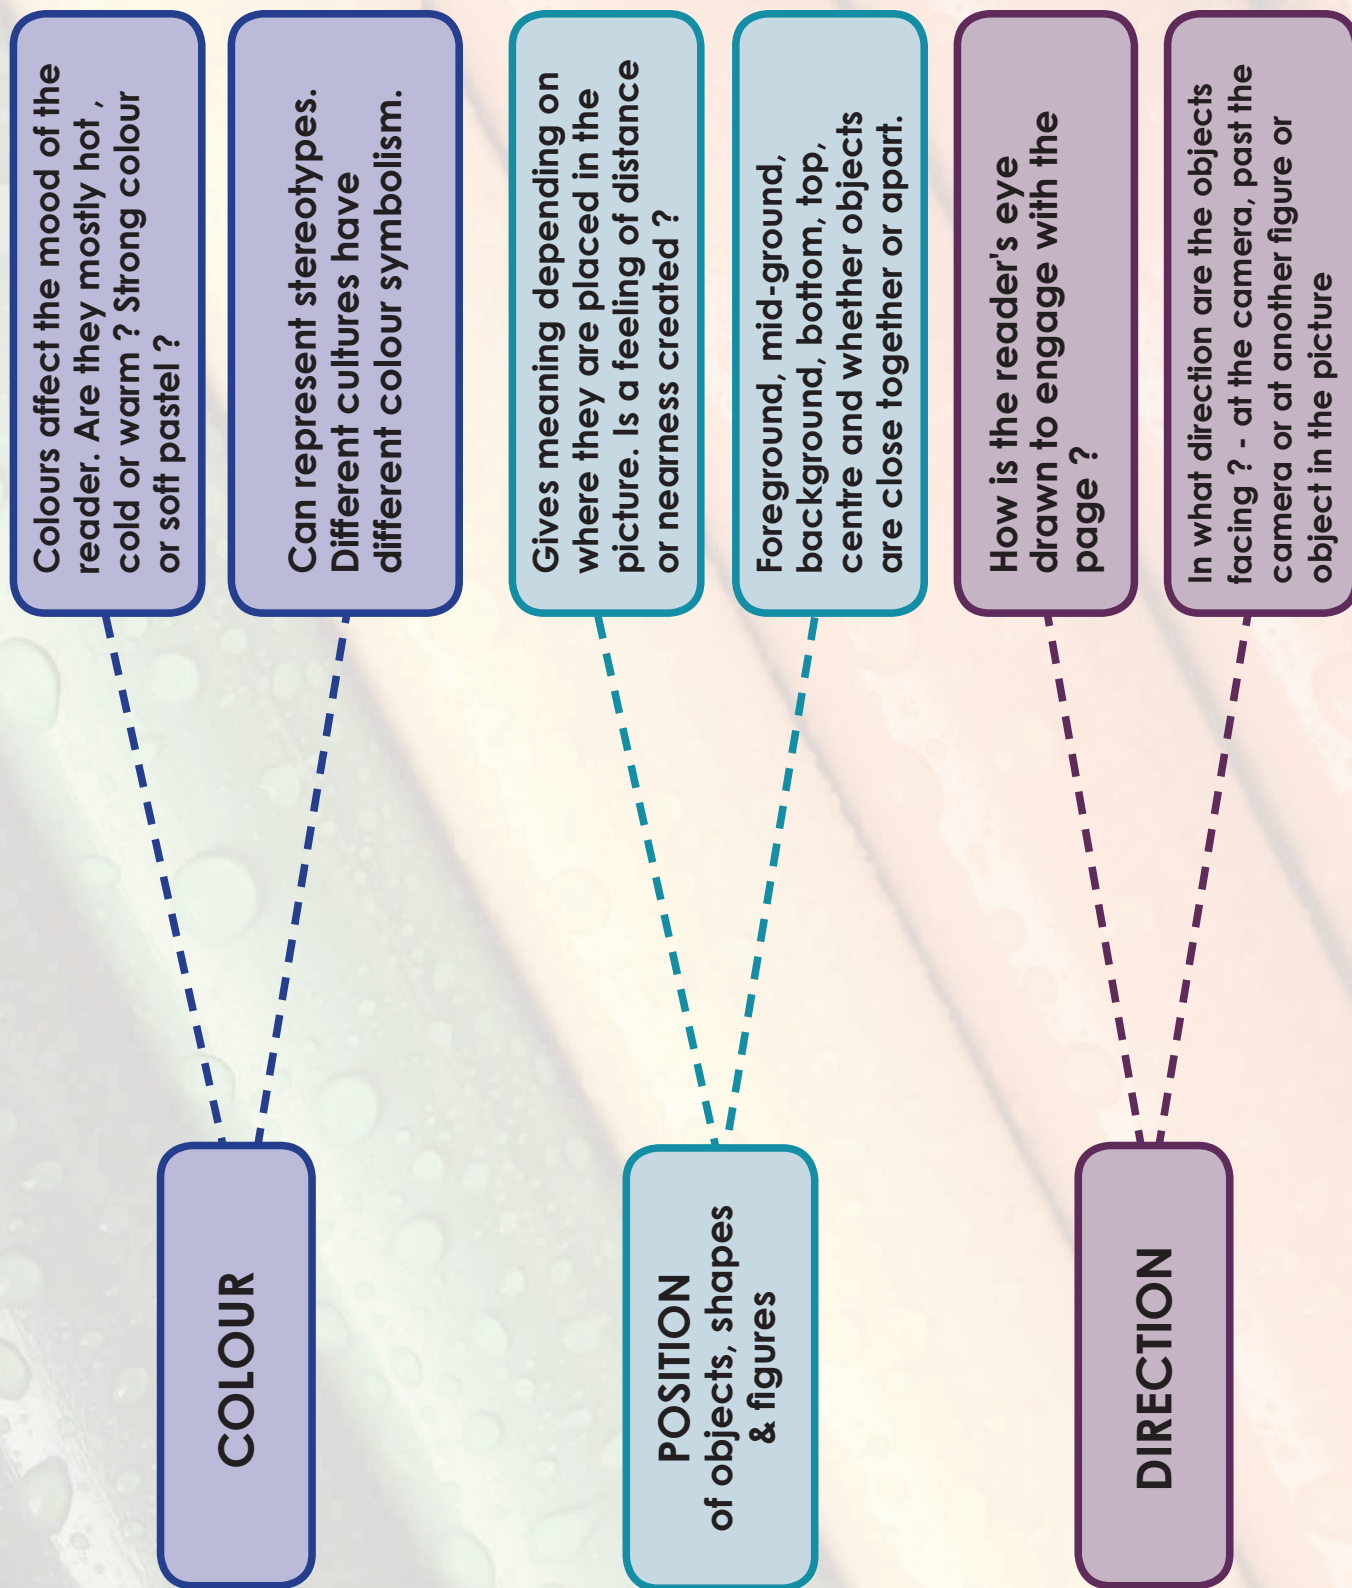 COLOUR
Colours affect the mood of the
reader. Are they mostly hot ,
cold or warm ? Strong colour
or soft pastel ?
Can represent stereotypes.
Different cultures have
different colour symbolism.
POSITION
of objects, shapes
& figures
Gives meaning depending on
where they are placed in the
picture. Is a feeling of distance
or nearness created ?
Foreground, mid-ground,
background, bottom, top,
centre and whether objects
are close together or apart.
DIRECTION
How is the reader's eye
drawn to engage with the
page ?
In what direction are the objects
facing ? - at the camera, past the
camera or at another figure or
object in the picture